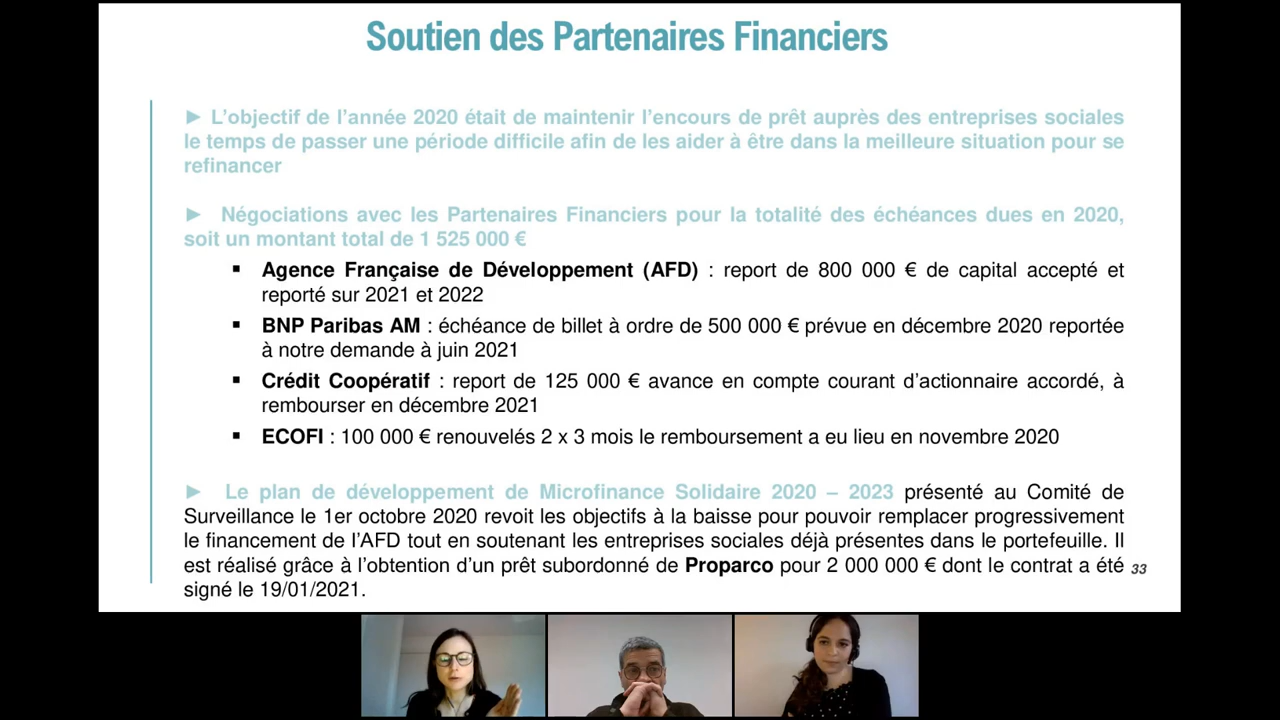 Soutien des Partenaires Financiers
► L'objectif de l'année 2020 était de maintenir l'encours de prêt auprès des entreprises sociales
le temps de passer une période difficile afin de les aider à être dans la meilleure situation pour se
refinancer
► Négociations avec les Partenaires Financiers pour la totalité des échéances dues en 2020,
soit un montant total de 1 525 000 €
▪ Agence Française de Développement (AFD) : report de 800 000 € de capital accepté et
reporté sur 2021 et 2022
▪ BNP Paribas AM : échéance de billet à ordre de 500 000 € prévue en décembre 2020 reportée
à notre demande à juin 2021
▪ Crédit Coopératif : report de 125 000 € avance en compte courant d'actionnaire accordé, à
rembourser en décembre 2021
▪ ECOFI : 100 000 € renouvelés 2 x 3 mois le remboursement a eu lieu en novembre 2020
► Le plan de développement de Microfinance Solidaire 2020 – 2023 présenté au Comité de
Surveillance le 1er octobre 2020 revoit les objectifs à la baisse pour pouvoir remplacer progressivement
le financement de l'AFD tout en soutenant les entreprises sociales déjà présentes dans le portefeuille. Il
est réalisé grâce à l'obtention d'un prêt subordonné de Proparco pour 2 000 000 € dont le contrat a été
signé le 19/01/2021.
33